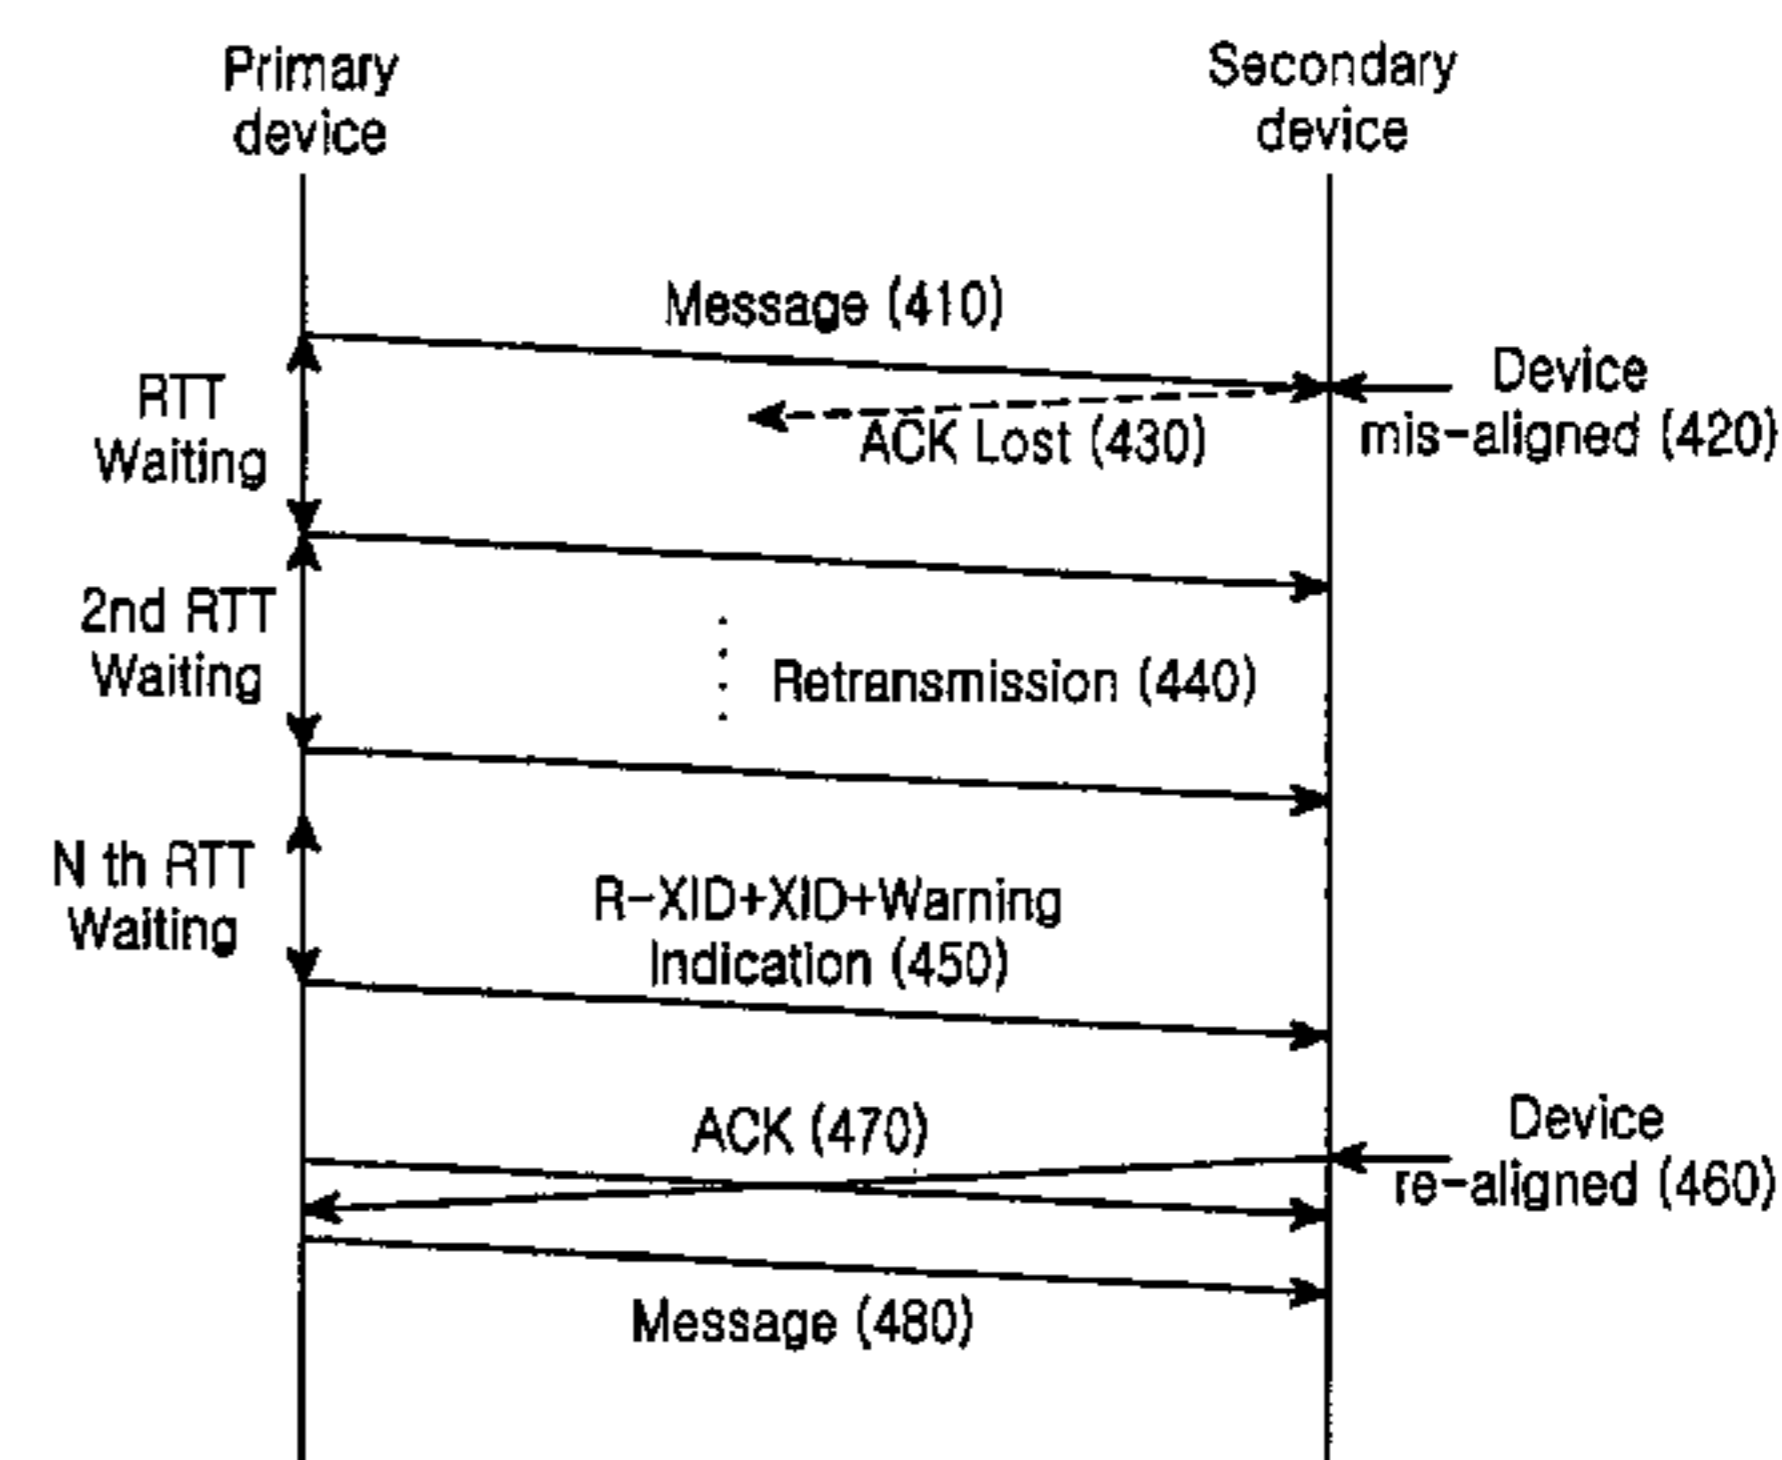 Primary
device
Secondary
device
Message (410)
RTT
Waiting
ACK Lost (430)
Device
mis-aligned (420)
2nd RTT
Waiting
Retransmission (440)
N th RTT
Waiting
R-XID+XID+Warning
Indication (450)
ACK (470)
Device
re-aligned (460)
Message (480)